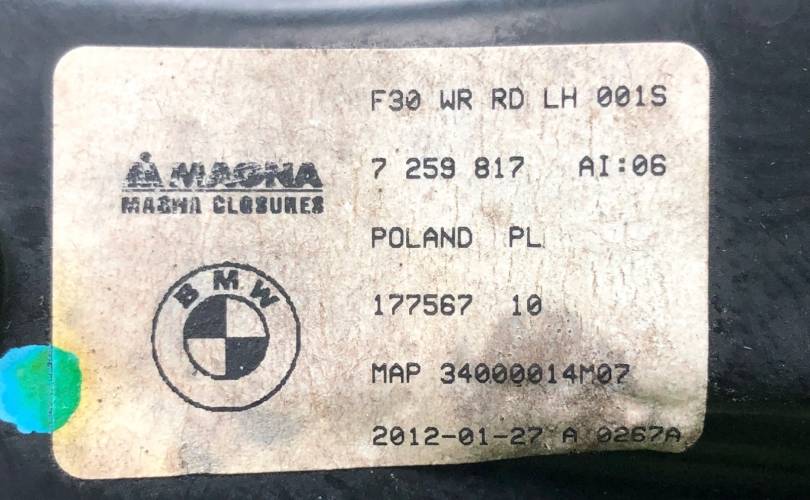 MAGNA
MAGNA CLOSURES
BMW
F30 WR RD LH 001S
7 259 817 AI:06
POLAND PL
177567 10
MAP 34000014M07
2012-01-27 A 0267A